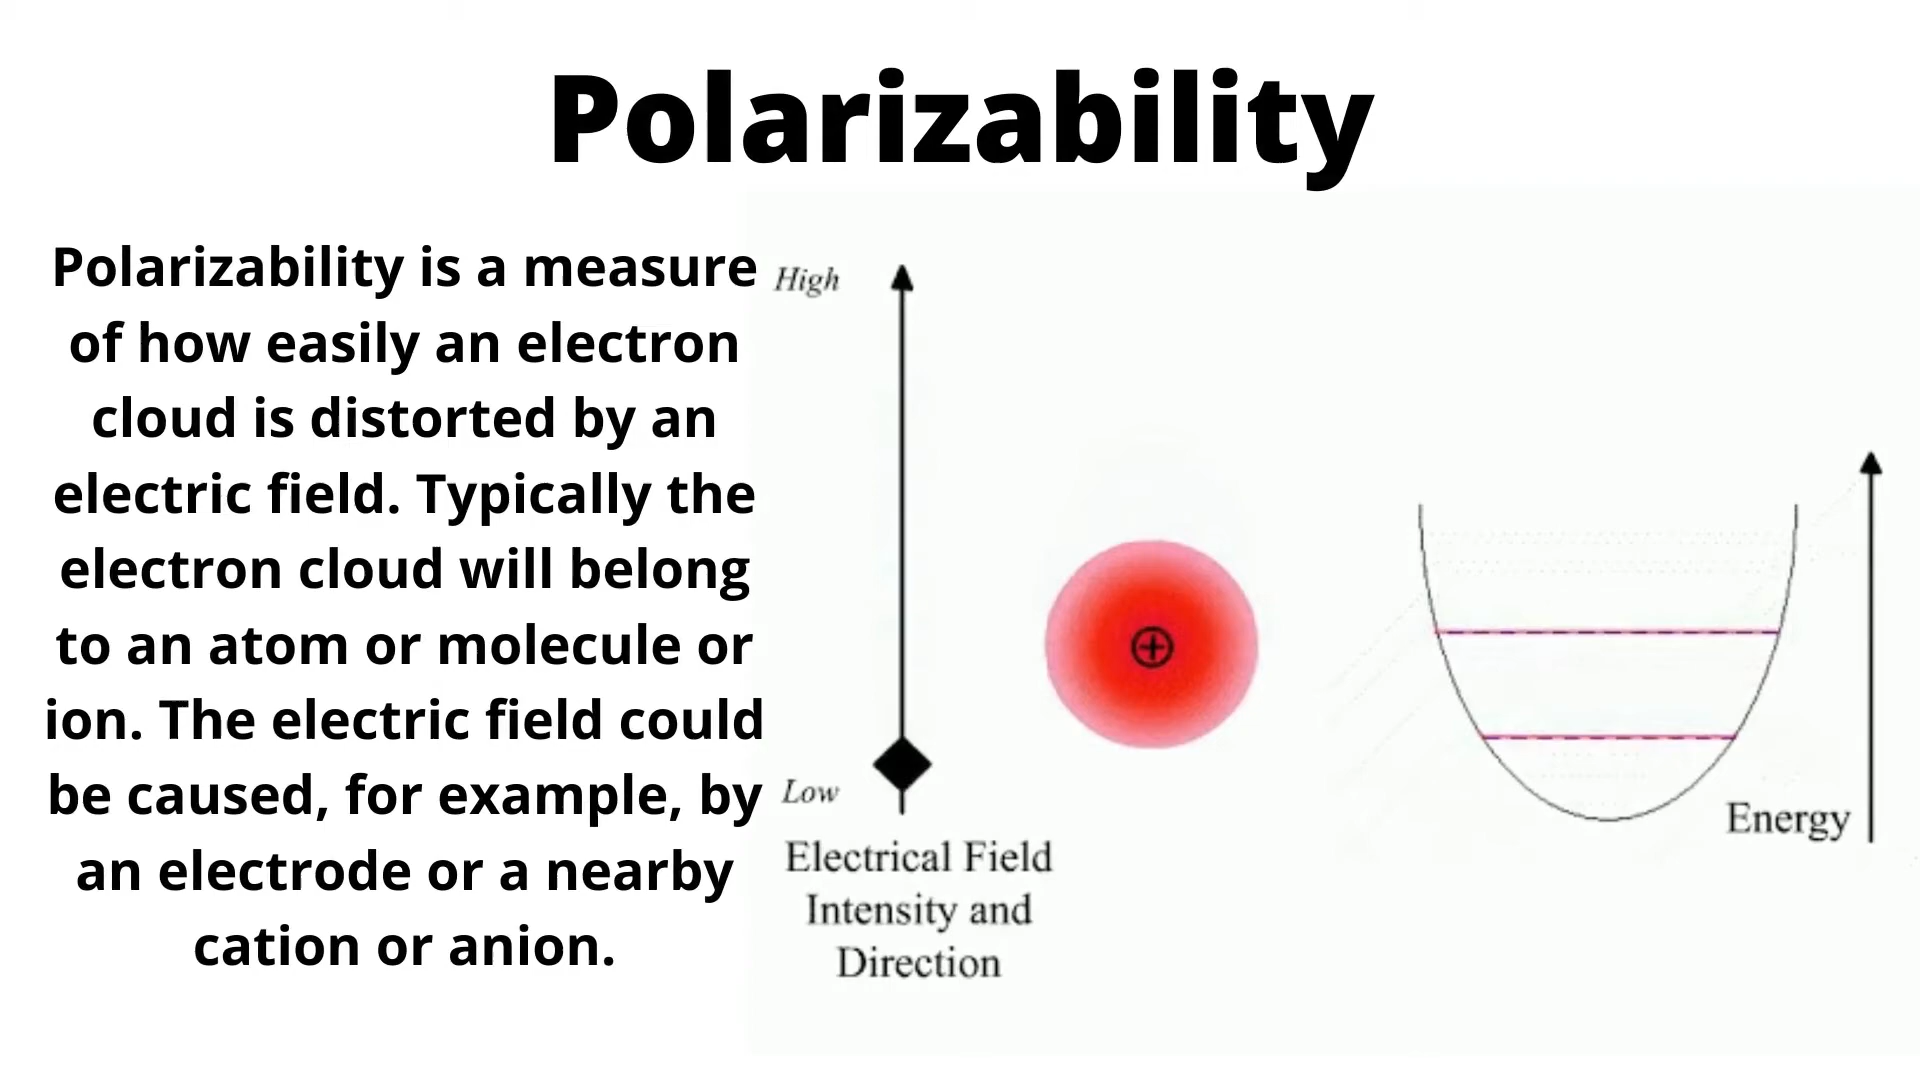 Polarizability
Polarizability is a measure
of how easily an electron
cloud is distorted by an
electric field. Typically the
electron cloud will belong
to an atom or molecule or
ion. The electric field could
be caused, for example, by
an electrode or a nearby
cation or anion.
High
Low
Electrical Field
Intensity and
Direction
Energy